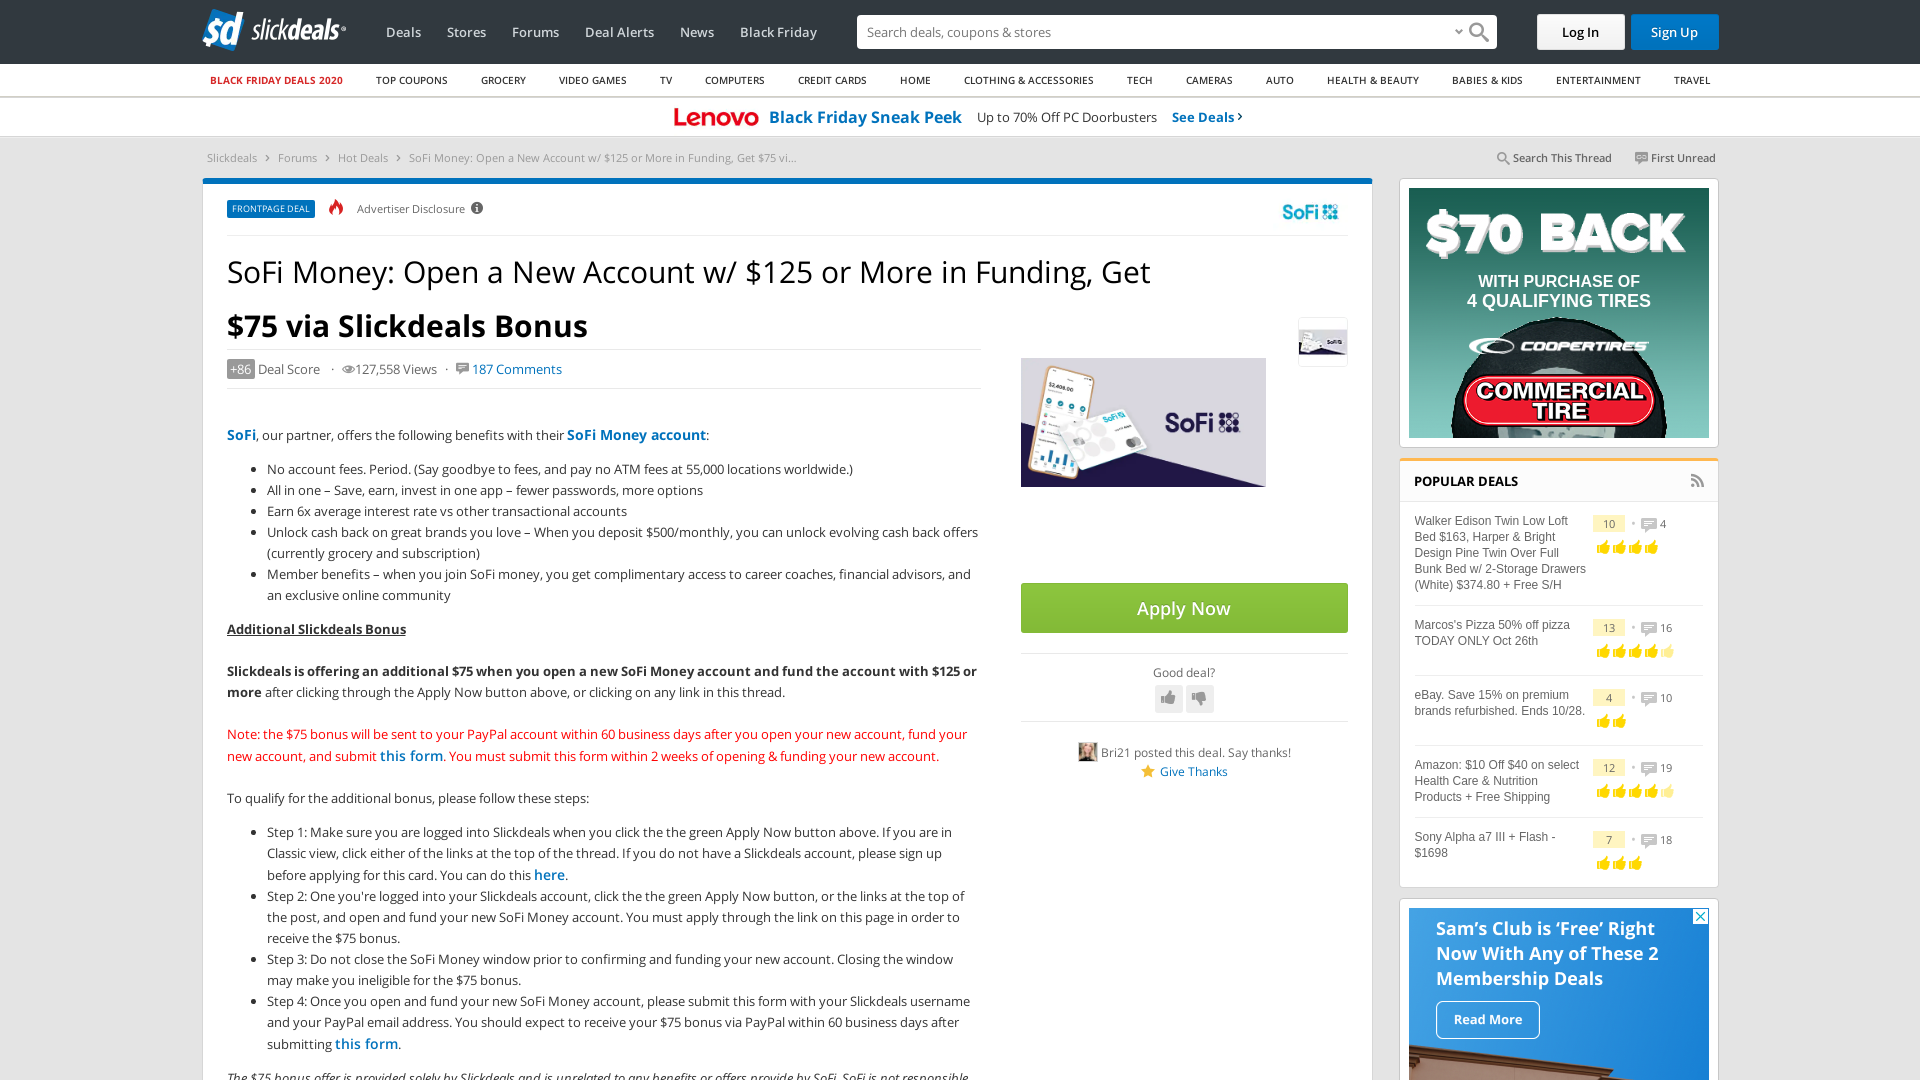 slickdeals
Deals
Stores
Forums
Deal Alerts
News
Black Friday
Search deals, coupons & stores
Log In
Sign Up
BLACK FRIDAY DEALS 2020
TOP COUPONS
GROCERY
VIDEO GAMES
TV
COMPUTERS
CREDIT CARDS
HOME
CLOTHING & ACCESSORIES
TECH
CAMERAS
AUTO
HEALTH & BEAUTY
BABIES & KIDS
ENTERTAINMENT
TRAVEL
Lenovo Black Friday Sneak Peek Up to 70% Off PC Doorbusters See Deals
Slickdeals > Forums > Hot Deals > SoFi Money: Open a New Account w/ $125 or More in Funding, Get $75 vi...
Search This Thread
First Unread
FRONTPAGE DEAL
Advertiser Disclosure
SoFi
SoFi Money: Open a New Account w/ $125 or More in Funding, Get
$75 via Slickdeals Bonus
+86 Deal Score · 127,558 Views · 187 Comments
SoFi, our partner, offers the following benefits with their SoFi Money account:
No account fees. Period. (Say goodbye to fees, and pay no ATM fees at 55,000 locations worldwide.)
All in one – Save, earn, invest in one app – fewer passwords, more options
Earn 6x average interest rate vs other transactional accounts
Unlock cash back on great brands you love – When you deposit $500/monthly, you can unlock evolving cash back offers
(currently grocery and subscription)
Member benefits – when you join SoFi money, you get complimentary access to career coaches, financial advisors, and
an exclusive online community
Additional Slickdeals Bonus
Slickdeals is offering an additional $75 when you open a new SoFi Money account and fund the account with $125 or
more after clicking through the Apply Now button above, or clicking on any link in this thread.
Note: the $75 bonus will be sent to your PayPal account within 60 business days after you open your new account, fund your
new account, and submit this form. You must submit this form within 2 weeks of opening & funding your new account.
To qualify for the additional bonus, please follow these steps:
Step 1: Make sure you are logged into Slickdeals when you click the the green Apply Now button above. If you are in
Classic view, click either of the links at the top of the thread. If you do not have a Slickdeals account, please sign up
before applying for this card. You can do this here.
Step 2: One you're logged into your Slickdeals account, click the the green Apply Now button, or the links at the top of
the post, and open and fund your new SoFi Money account. You must apply through the link on this page in order to
receive the $75 bonus.
Step 3: Do not close the SoFi Money window prior to confirming and funding your new account. Closing the window
may make you ineligible for the $75 bonus.
Step 4: Once you open and fund your new SoFi Money account, please submit this form with your Slickdeals username
and your PayPal email address. You should expect to receive your $75 bonus via PayPal within 60 business days after
submitting this form.
The $75 bonus offer is provided solely by Slickdeals and is unrelated to any benefits or offers provide by SoFi. SoFi is not responsible
$2,408.00
SoFi
SoFi
Apply Now
Good deal?
Bri21 posted this deal. Say thanks!
Give Thanks
$70 BACK
WITH PURCHASE OF
4 QUALIFYING TIRES
COOPERTIRES
COMMERCIAL
TIRE
POPULAR DEALS
Walker Edison Twin Low Loft
Bed $163, Harper & Bright
Design Pine Twin Over Full
Bunk Bed w/ 2-Storage Drawers
(White) $374.80 + Free S/H
10 • 4
Marcos's Pizza 50% off pizza
TODAY ONLY Oct 26th
13 • 16
eBay. Save 15% on premium
brands refurbished. Ends 10/28.
4 • 10
Amazon: $10 Off $40 on select
Health Care & Nutrition
Products + Free Shipping
12 • 19
Sony Alpha a7 III + Flash -
$1698
7 • 18
Sam's Club is ‘Free’ Right
Now With Any of These 2
Membership Deals
Read More